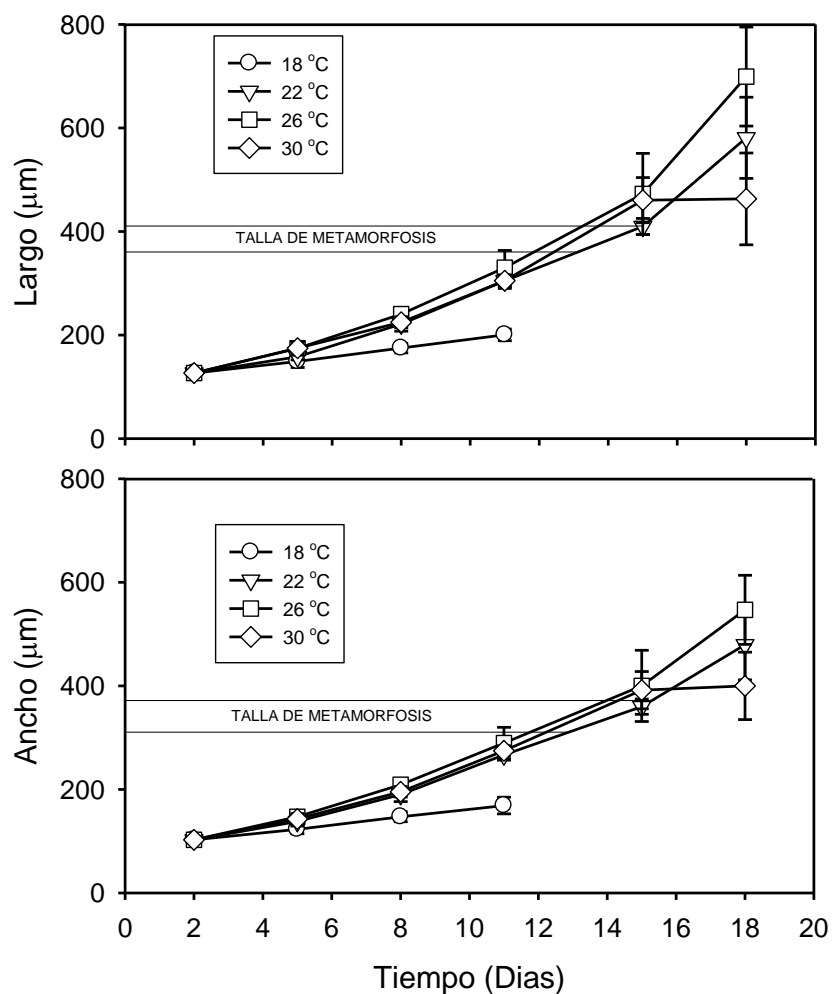 800
600
400
200
0
Largo (μm)
18 °C
22 °C
26 °C
30 °C
TALLA DE METAMORFOSIS
800
600
400
200
0
Ancho (μm)
18 °C
22 °C
26 °C
30 °C
TALLA DE METAMORFOSIS
0 2 4 6 8 10 12 14 16 18 20
Tiempo (Dias)